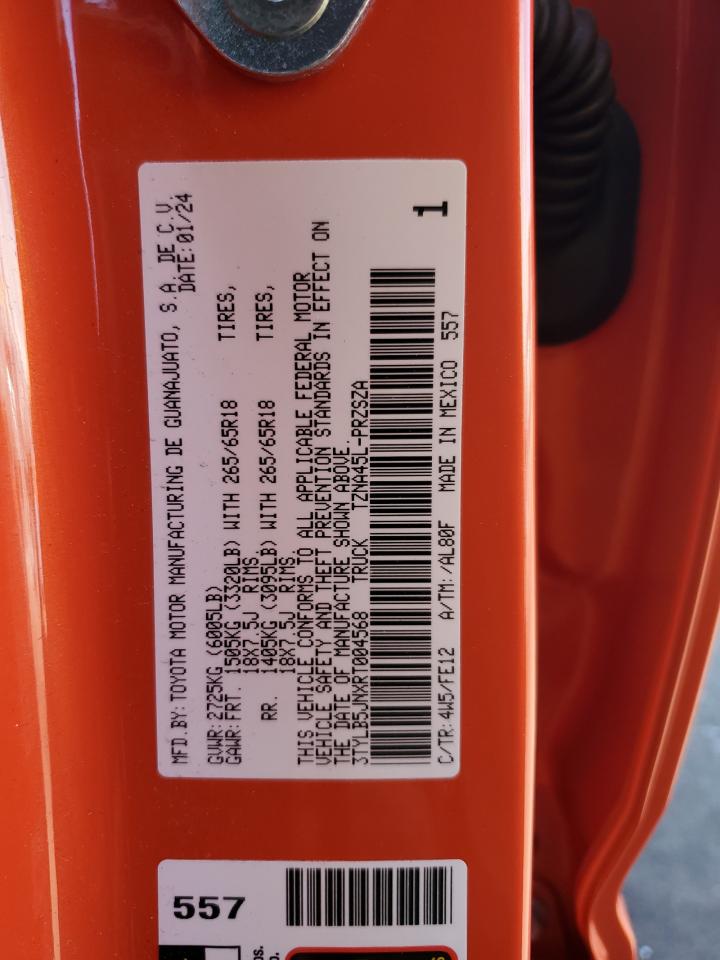 MFD.BY: TOYOTA MOTOR MANUFACTURING DE GUANAJUATO, S.A. DE C.V.
DATE: 01/24
GVWR: 2725KG (6005LB)
GAWR: FRT. 1505KG (3320LB) WITH 265/65R18 TIRES,
18X7.5J RIMS
RR. 1405KG (3095LB) WITH 265/65R18 TIRES,
18X7.5J RIMS
THIS VEHICLE CONFORMS TO ALL APPLICABLE FEDERAL MOTOR
VEHICLE SAFETY AND THEFT PREVENTION STANDARDS IN EFFECT ON
THE DATE OF MANUFACTURE SHOWN ABOVE.
3TYLB5JNXRT004568 TRUCK TZNA45L-PRZSZA
1
C/TR: 4W5/FE12 A/TM: /AL80F MADE IN MEXICO 557
557